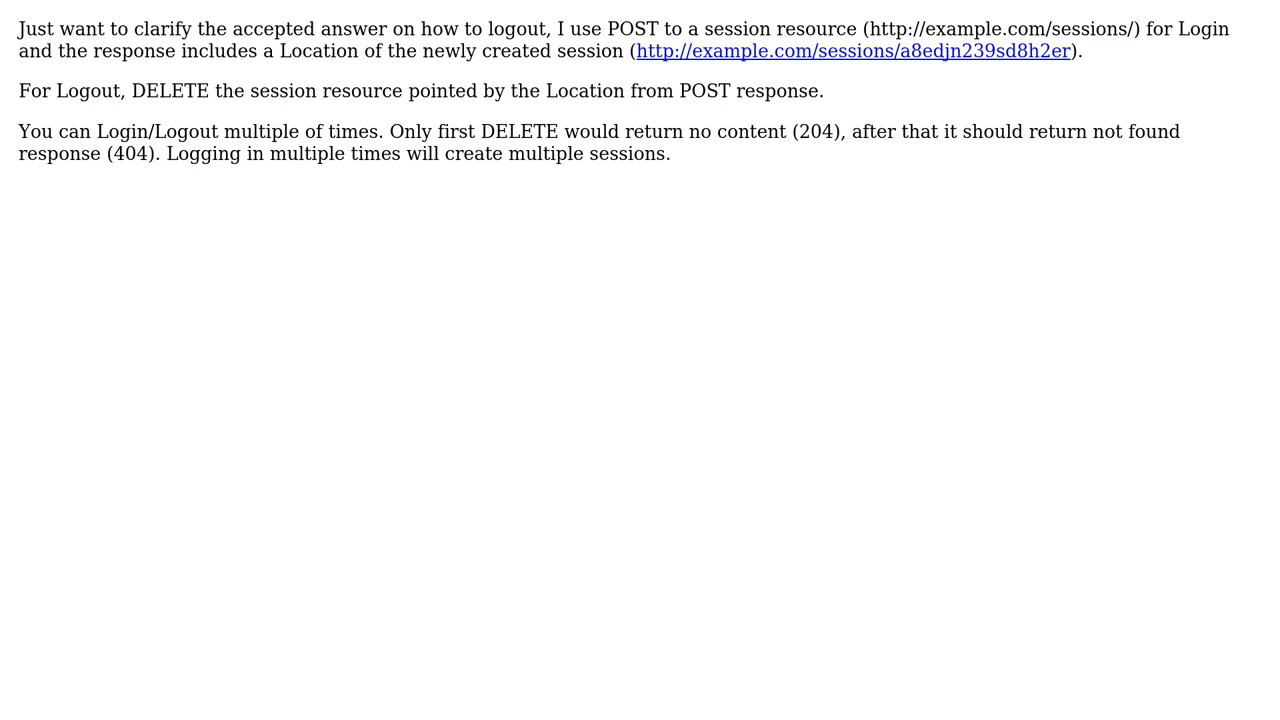 Just want to clarify the accepted answer on how to logout, I use POST to a session resource (http://example.com/sessions/) for Login
and the response includes a Location of the newly created session (http://example.com/sessions/a8edjn239sd8h2er).
For Logout, DELETE the session resource pointed by the Location from POST response.
You can Login/Logout multiple of times. Only first DELETE would return no content (204), after that it should return not found
response (404). Logging in multiple times will create multiple sessions.